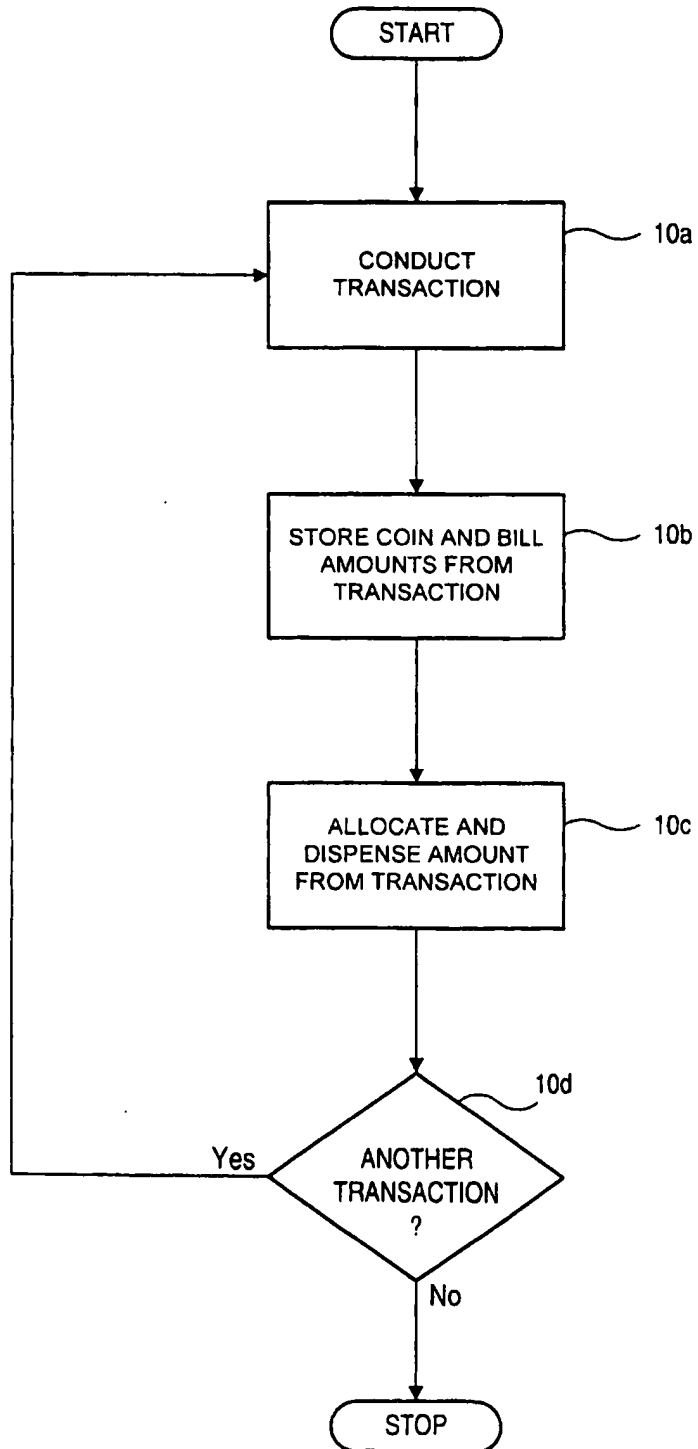 START
CONDUCT
TRANSACTION
10a
STORE COIN AND BILL
AMOUNTS FROM
TRANSACTION
10b
ALLOCATE AND
DISPENSE AMOUNT
FROM TRANSACTION
10c
10d
Yes
ANOTHER
TRANSACTION
?
No
STOP